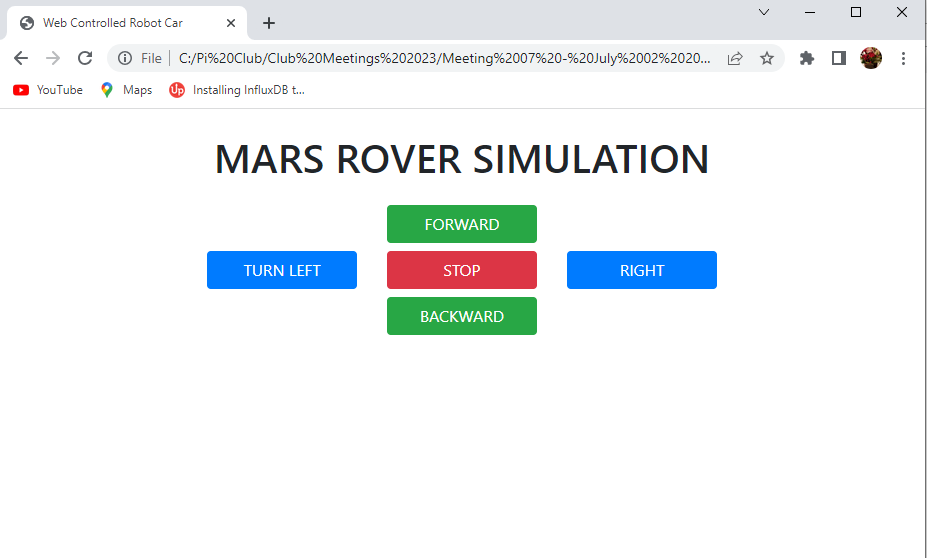 Web Controlled Robot Car
File
C:/Pi%20Club/Club%20Meetings%202023/Meeting%2007%20-%20July%2002%2020...
YouTube
Maps
Up
Installing InfluxDB t...
MARS ROVER SIMULATION
FORWARD
TURN LEFT
STOP
RIGHT
BACKWARD